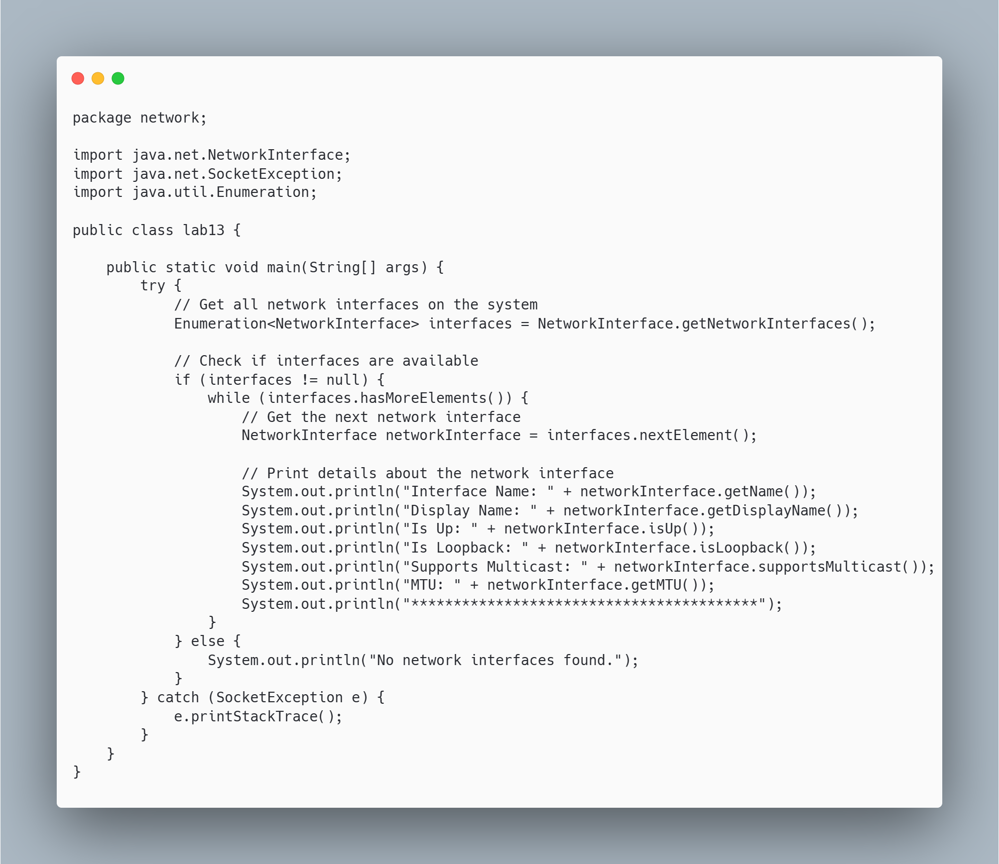 package network;

import java.net.NetworkInterface;
import java.net.SocketException;
import java.util.Enumeration;

public class lab13 {

    public static void main(String[] args) {
        try {
            // Get all network interfaces on the system
            Enumeration<NetworkInterface> interfaces = NetworkInterface.getNetworkInterfaces();

            // Check if interfaces are available
            if (interfaces != null) {
                while (interfaces.hasMoreElements()) {
                    // Get the next network interface
                    NetworkInterface networkInterface = interfaces.nextElement();

                    // Print details about the network interface
                    System.out.println("Interface Name: " + networkInterface.getName());
                    System.out.println("Display Name: " + networkInterface.getDisplayName());
                    System.out.println("Is Up: " + networkInterface.isUp());
                    System.out.println("Is Loopback: " + networkInterface.isLoopback());
                    System.out.println("Supports Multicast: " + networkInterface.supportsMulticast());
                    System.out.println("MTU: " + networkInterface.getMTU());
                    System.out.println("*****************************************");
                }
            } else {
                System.out.println("No network interfaces found.");
            }
        } catch (SocketException e) {
            e.printStackTrace();
        }
    }
}